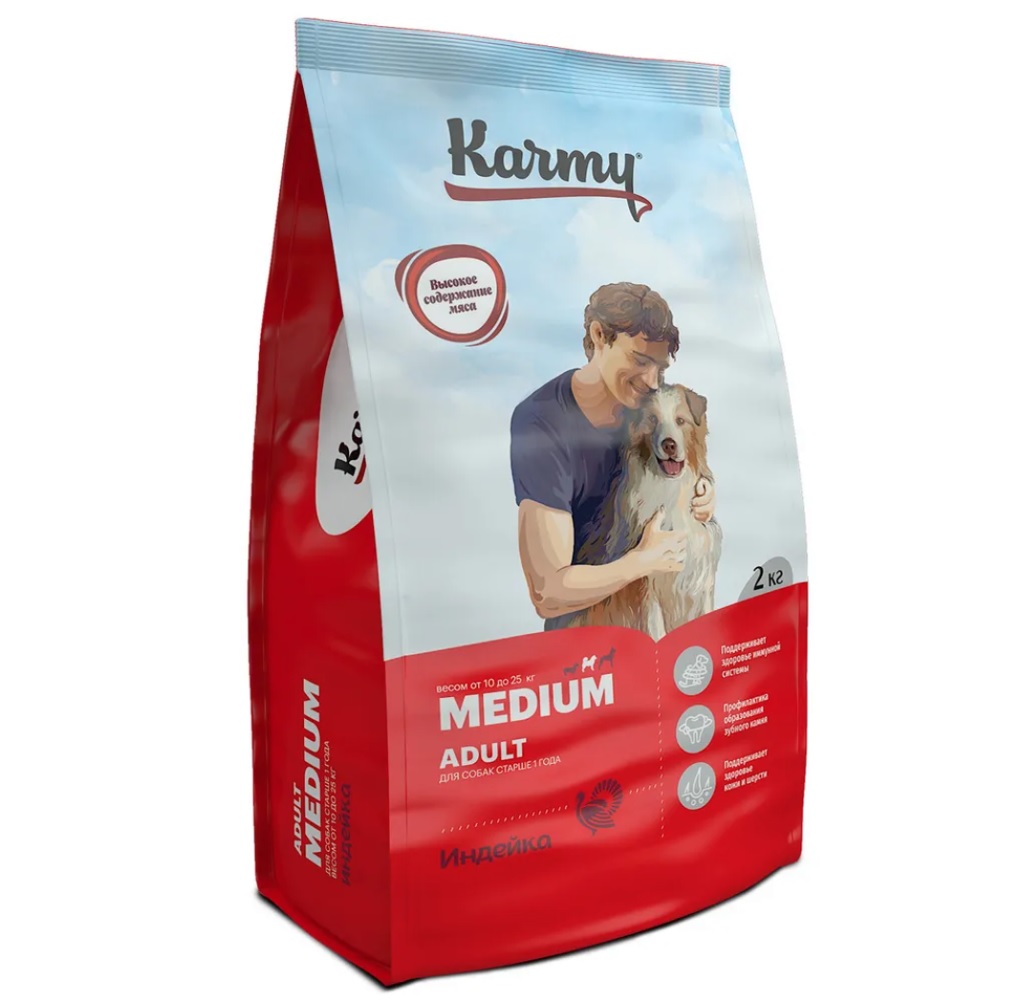 Karmy
Высокое
содержание
мяса
2 кг
весом от 10 до 25 кг
MEDIUM
ADULT
ДЛЯ СОБАК СТАРШЕ 1 ГОДА
Индейка
Поддерживает
здоровье иммунной
системы
Профилактика
образования
зубного камня
Поддерживает
здоровье
кожи и шерсти
ADULT
MEDIUM
ДЛЯ СОБАК СТАРШЕ 1 ГОДА
ВЕСОМ ОТ 10 ДО 25 КГ
Индейка